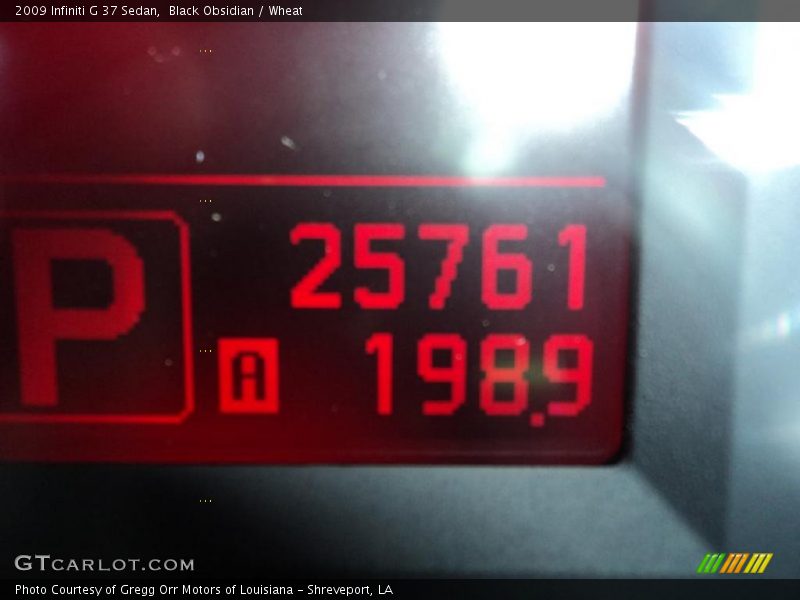 2009 Infiniti G 37 Sedan,  Black Obsidian / Wheat
25761
P
A 198.9
GTCARLOT.COM
Photo Courtesy of Gregg Orr Motors of Louisiana - Shreveport, LA